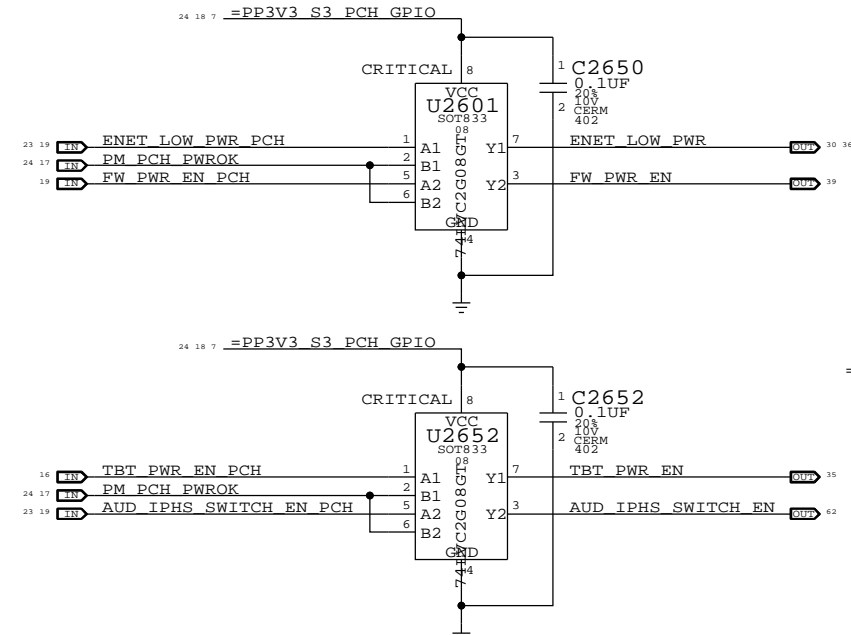 24 18 7 =PP3V3_S3_PCH_GPIO
CRITICAL 8
1 C2650
0.1UF
20%
10V
2 CERM
402
VCC
U2601
SOT833
08
74LVC2G08GT
23 19 IN ENET_LOW_PWR_PCH 1 A1 Y1 7 ENET_LOW_PWR OUT 30 36
24 17 IN PM_PCH_PWROK 2 B1
19 IN FW_PWR_EN_PCH 5 A2 Y2 3 FW_PWR_EN OUT 39
6 B2
GND
4
24 18 7 =PP3V3_S3_PCH_GPIO
=
CRITICAL 8
1 C2652
0.1UF
20%
10V
2 CERM
402
VCC
U2652
SOT833
08
74LVC2G08GT
16 IN TBT_PWR_EN_PCH 1 A1 Y1 7 TBT_PWR_EN OUT 35
24 17 IN PM_PCH_PWROK 2 B1
23 19 IN AUD_IPHS_SWITCH_EN_PCH 5 A2 Y2 3 AUD_IPHS_SWITCH_EN OUT 62
6 B2
GND
4